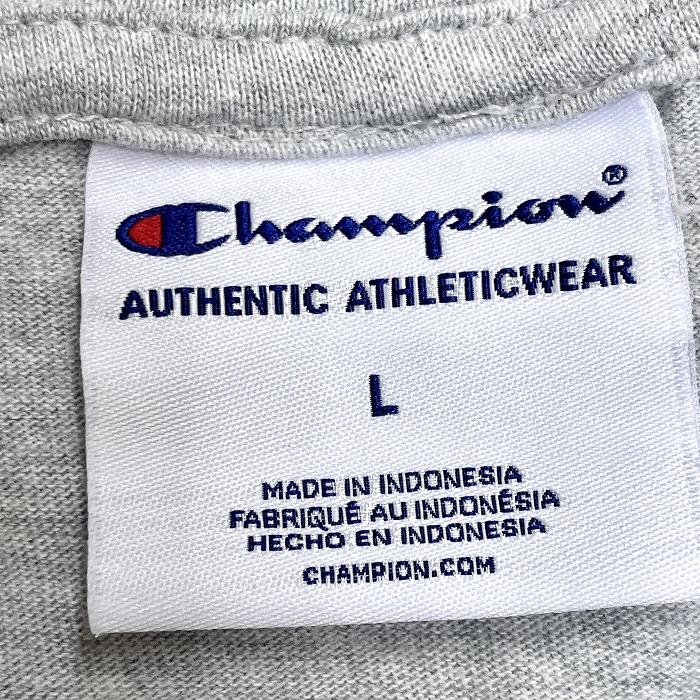 Champion®
AUTHENTIC ATHLETICWEAR
L
MADE IN INDONESIA
FABRIQUÉ AU INDONÉSIA
HECHO EN INDONESIA
CHAMPION.COM